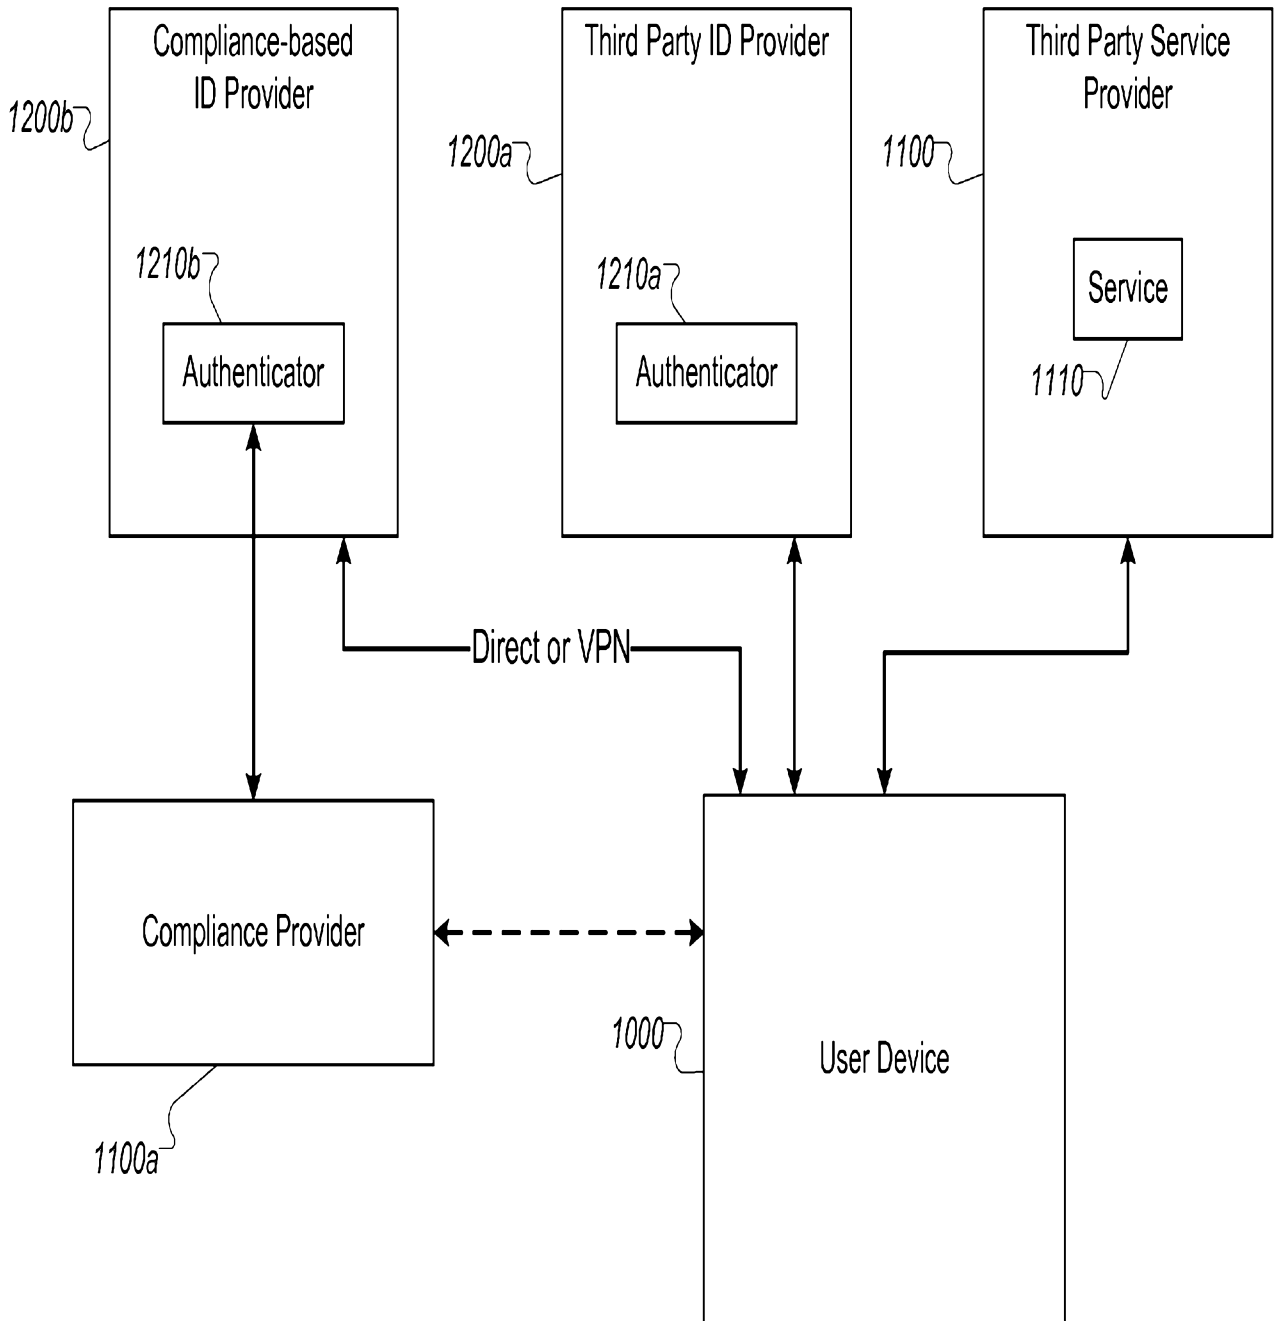 Compliance-based
ID Provider
Third Party ID Provider
Third Party Service
Provider
1200b
1200a
1100
1210b
1210a
Service
Authenticator
Authenticator
1110
Direct or VPN
Compliance Provider
1000
User Device
1100a